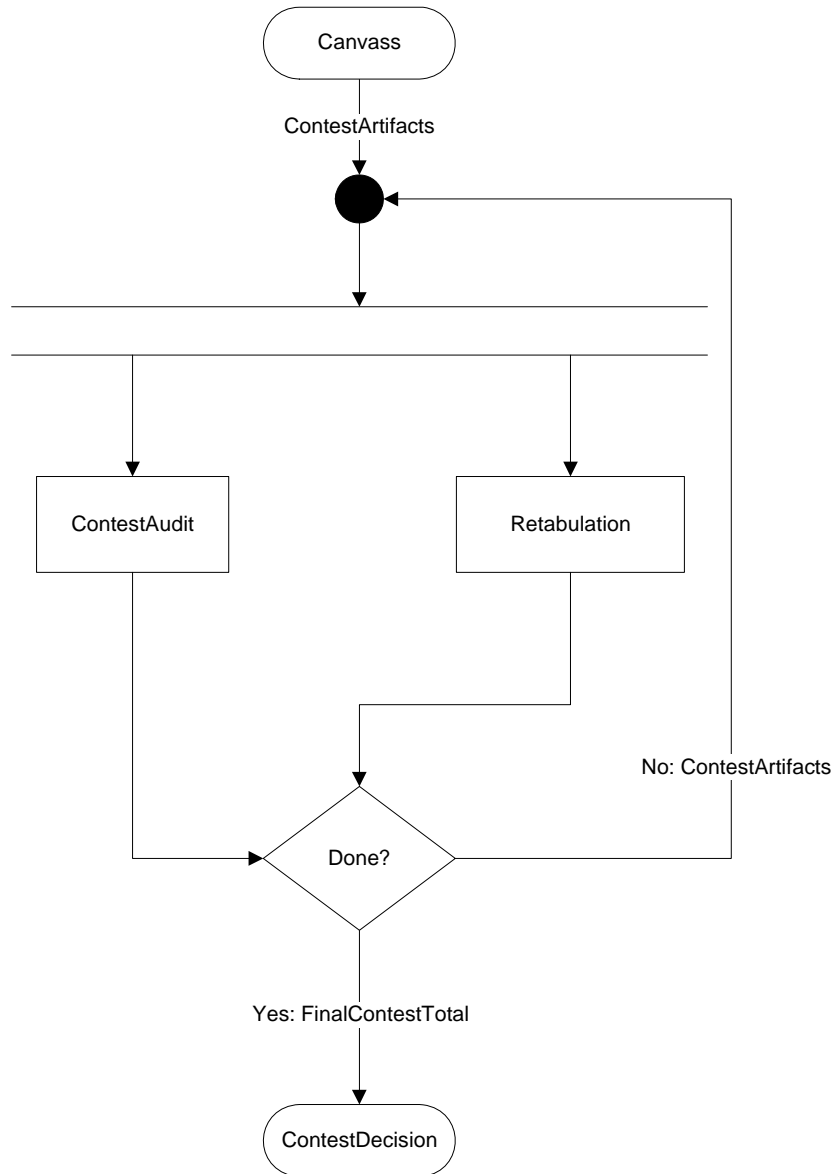 Canvass
ContestArtifacts
ContestAudit
Retabulation
No: ContestArtifacts
Done?
Yes: FinalContestTotal
ContestDecision